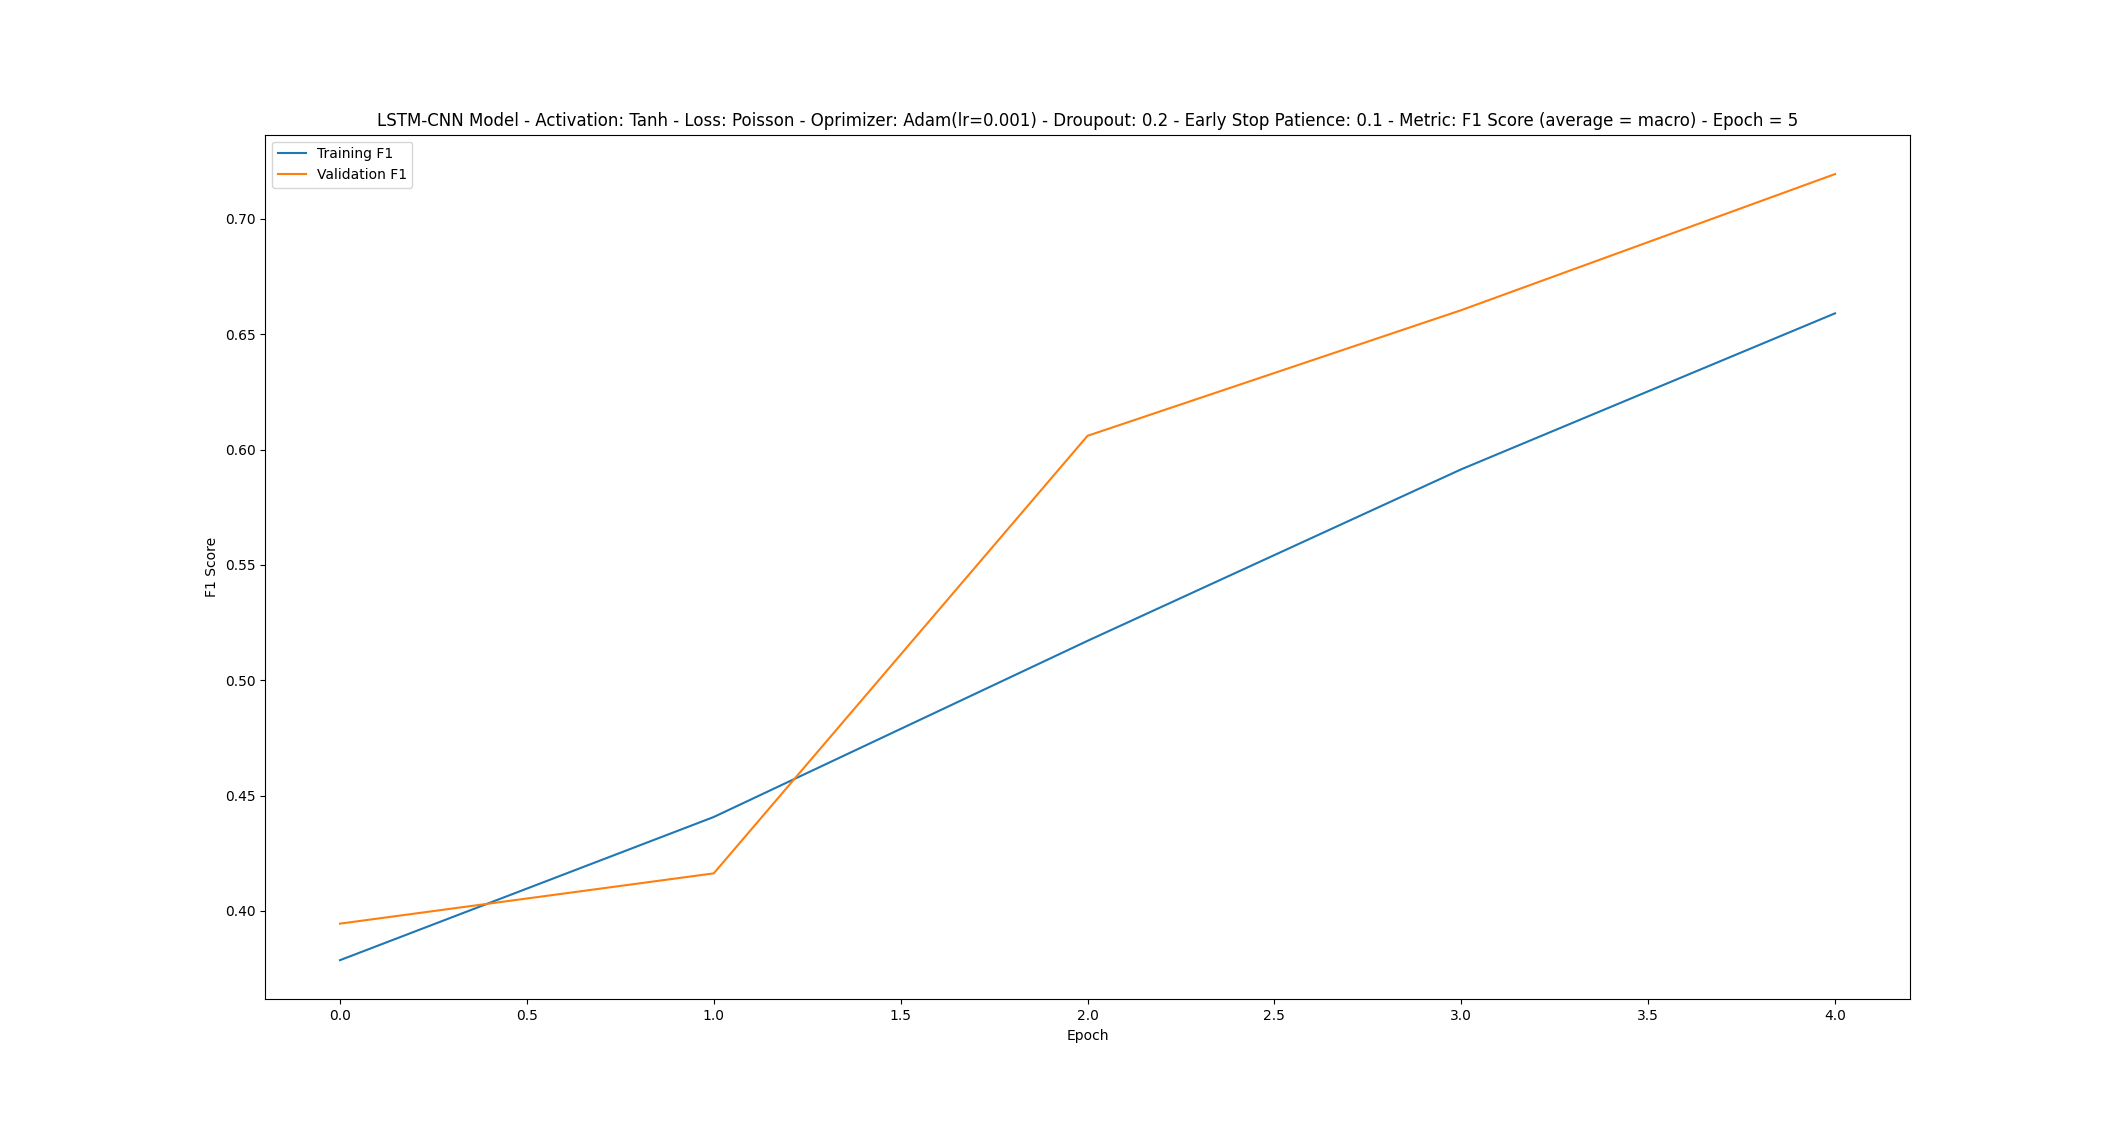 LSTM-CNN Model - Activation: Tanh - Loss: Poisson - Oprimizer: Adam(lr=0.001) - Droupout: 0.2 - Early Stop Patience: 0.1 - Metric: F1 Score (average = macro) - Epoch = 5
Training F1
Validation F1
0.70
0.65
0.60
0.55
0.50
0.45
0.40
F1 Score
0.0 0.5 1.0 1.5 2.0 2.5 3.0 3.5 4.0
Epoch